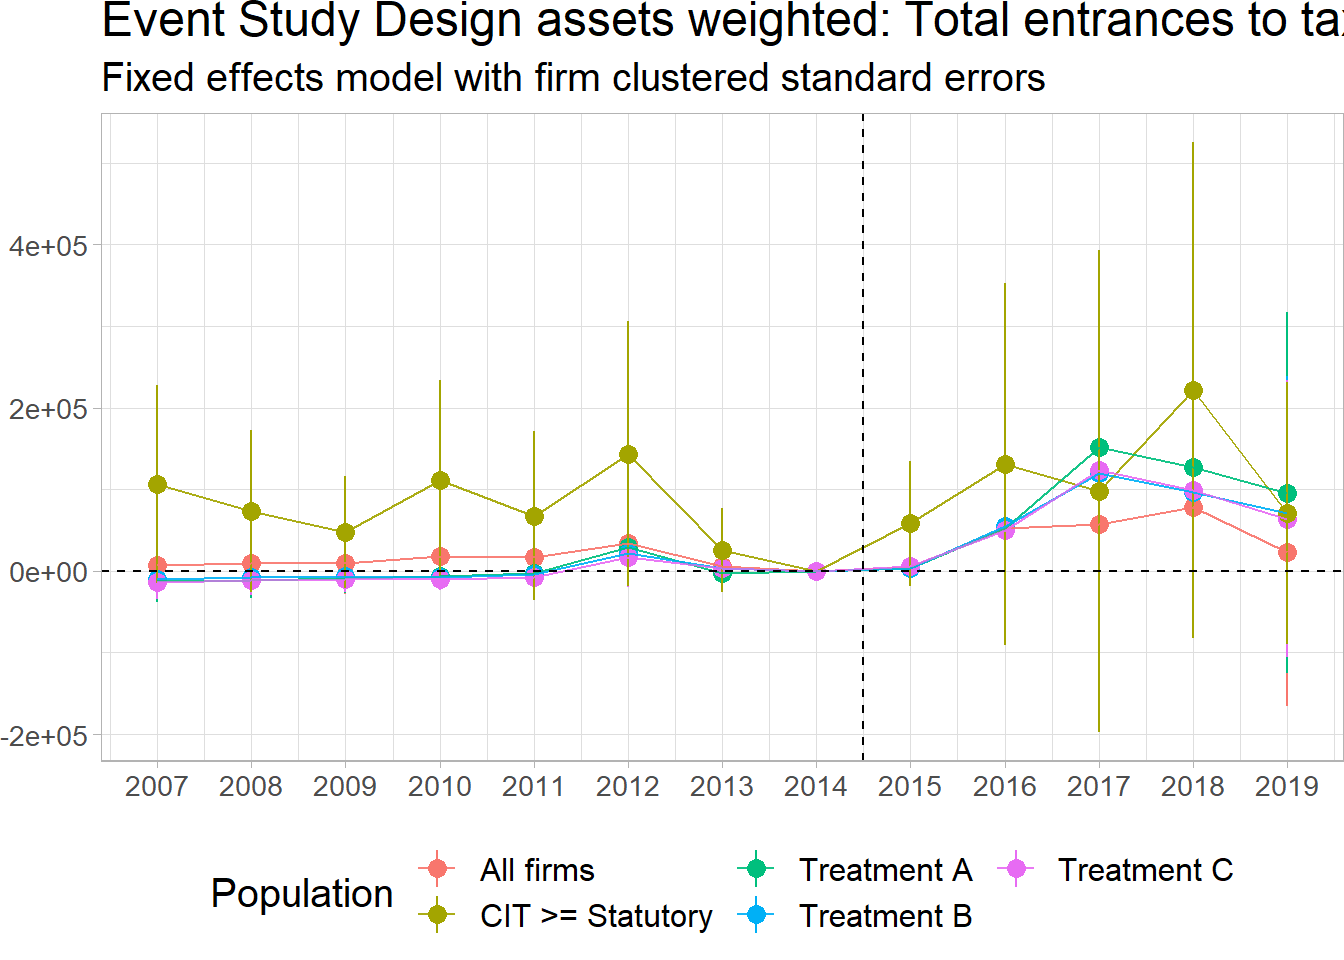 Event Study Design assets weighted: Total entrances to
Fixed effects model with firm clustered standard errors
4e+05
2e+05
0e+00
-2e+05
2007 2008 2009 2010 2011 2012 2013 2014 2015 2016 2017 2018 2019
Population
All firms
CIT >= Statutory
Treatment A
Treatment B
Treatment C